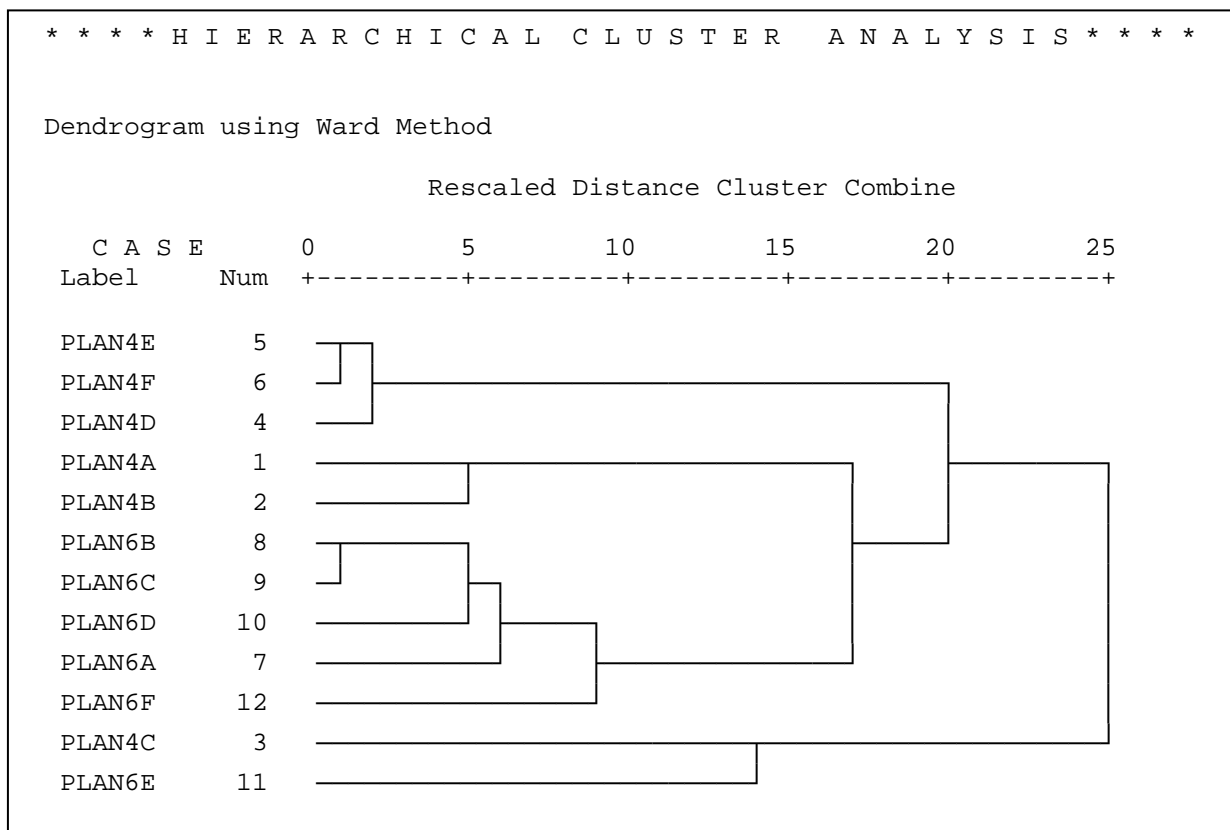 * * * * H I E R A R C H I C A L C L U S T E R A N A L Y S I S * * * *
Dendrogram using Ward Method
Rescaled Distance Cluster Combine
C A S E 0 5 10 15 20 25
Label Num +---------+---------+---------+---------+---------+
PLAN4E 5
PLAN4F 6
PLAN4D 4
PLAN4A 1
PLAN4B 2
PLAN6B 8
PLAN6C 9
PLAN6D 10
PLAN6A 7
PLAN6F 12
PLAN4C 3
PLAN6E 11